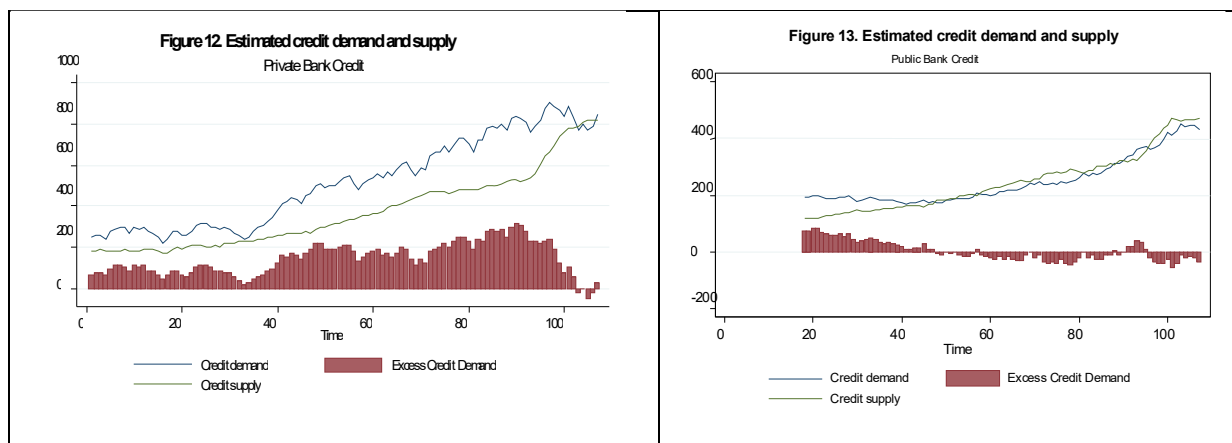 Figure 12. Estimated credit demand and supply
Private Bank Credit
1000
800
600
400
200
0
0 20 40 60 80 100
Time
Credit demand Excess Credit Demand
Credit supply
Figure 13. Estimated credit demand and supply
Public Bank Credit
600
400
200
0
-200
0 20 40 60 80 100
Time
Credit demand Excess Credit Demand
Credit supply